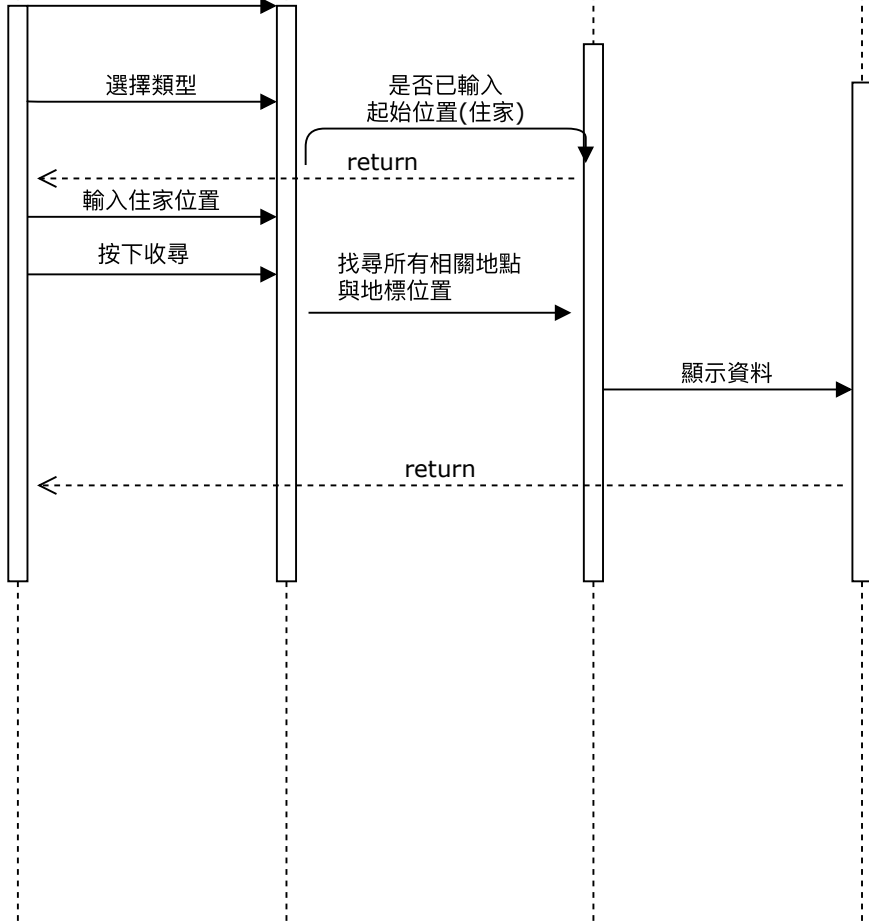 選擇類型
是否已輸入
起始位置(住家)
return
輸入住家位置
按下收尋
找尋所有相關地點
與地標位置
顯示資料
return